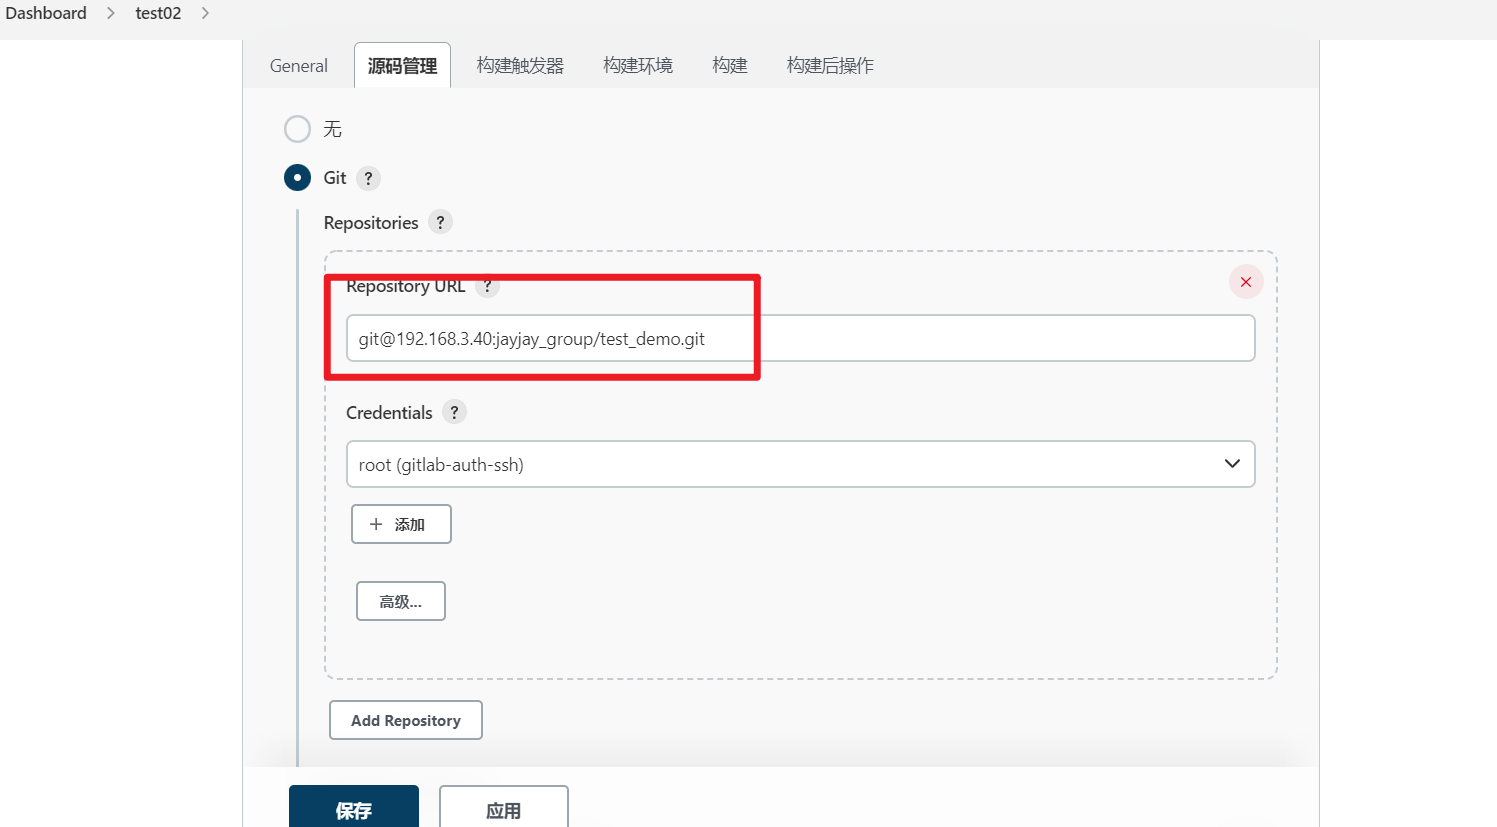 Dashboard > test02 >
General 源码管理 构建触发器 构建环境 构建 构建后操作
无
Git ?
Repositories ?
Repository URL ?
git@192.168.3.40:jayjay_group/test_demo.git
Credentials ?
root (gitlab-auth-ssh)
+ 添加
高级...
Add Repository
保存 应用